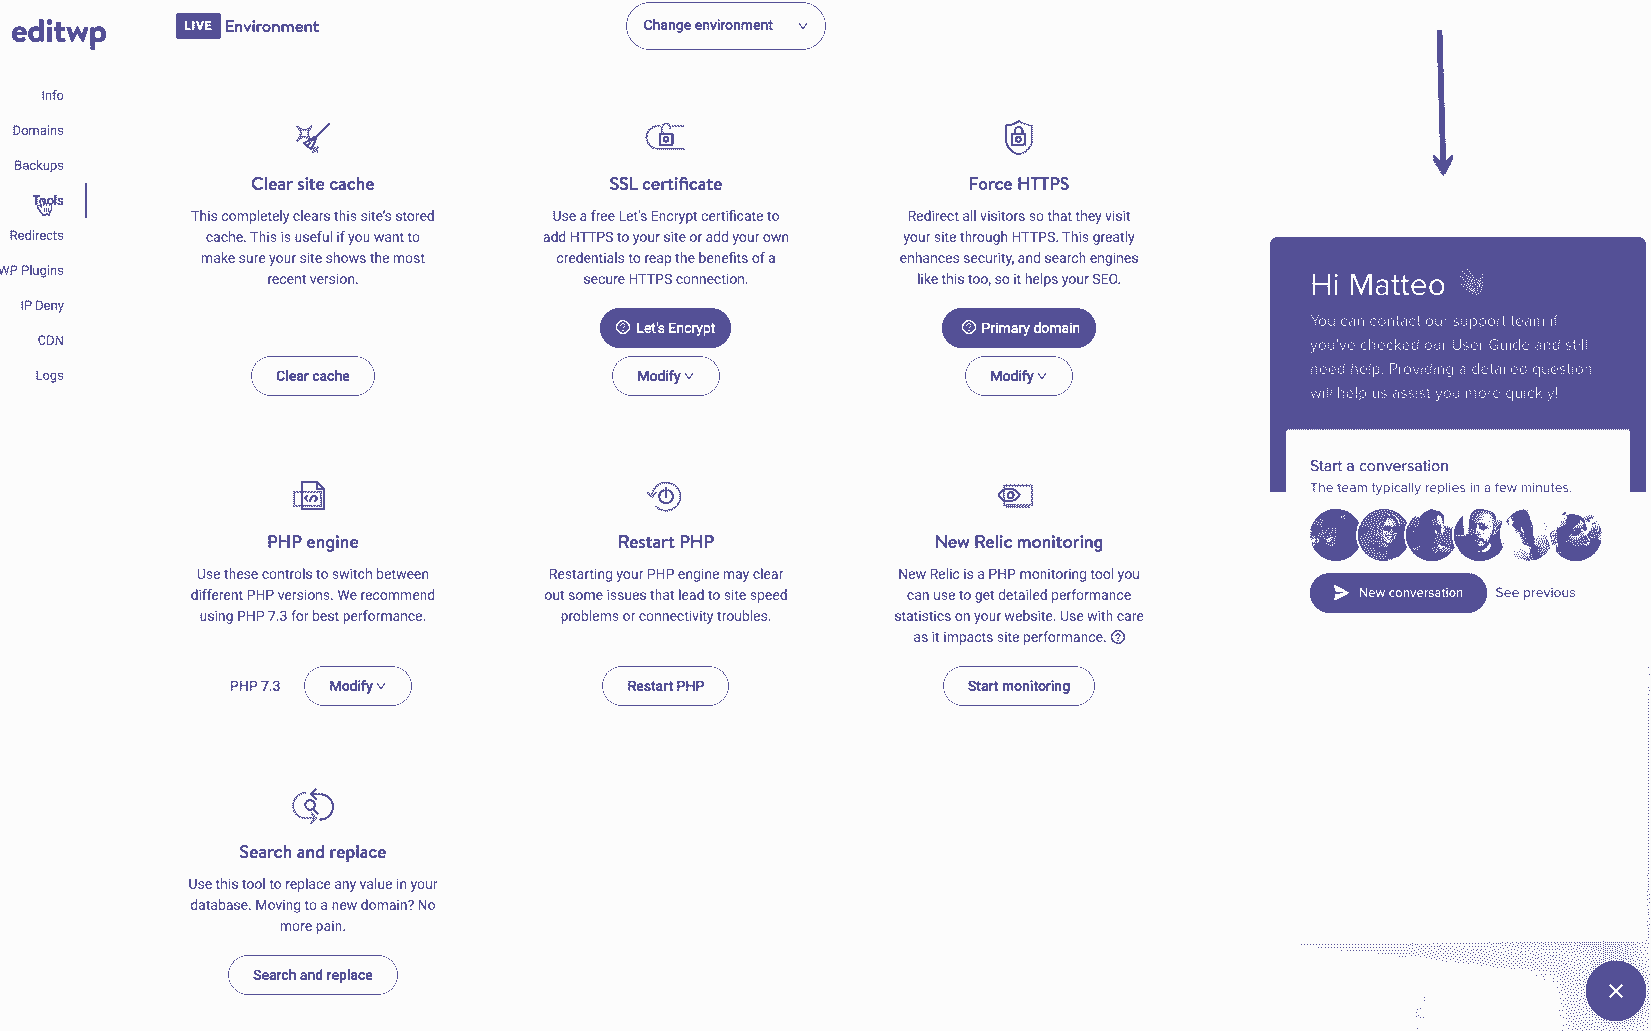 editwp
LIVE Environment
Change environment
Info
Domains
Backups
Tools
Redirects
WP Plugins
IP Deny
CDN
Logs
Clear site cache
This completely clears this site's stored
cache. This is useful if you want to
make sure your site shows the most
recent version.
Clear cache
SSL certificate
Use a free Let's Encrypt certificate to
add HTTPS to your site or add your own
credentials to reap the benefits of a
secure HTTPS connection.
Let's Encrypt
Modify
Force HTTPS
Redirect all visitors so that they visit
your site through HTTPS. This greatly
enhances security, and search engines
like this too, so it helps your SEO.
Primary domain
Modify
PHP engine
Use these controls to switch between
different PHP versions. We recommend
using PHP 7.3 for best performance.
PHP 7.3
Modify
Restart PHP
Restarting your PHP engine may clear
out some issues that lead to site speed
problems or connectivity troubles.
Restart PHP
New Relic monitoring
New Relic is a PHP monitoring tool you
can use to get detailed performance
statistics on your website. Use with care
as it impacts site performance.
Start monitoring
Search and replace
Use this tool to replace any value in your
database. Moving to a new domain? No
more pain.
Search and replace
Hi Matteo
You can contact our support team if
you've checked our User Guide and still
need help. Providing a detailed question
will help us assist you more quickly!
Start a conversation
The team typically replies in a few minutes.
New conversation
See previous